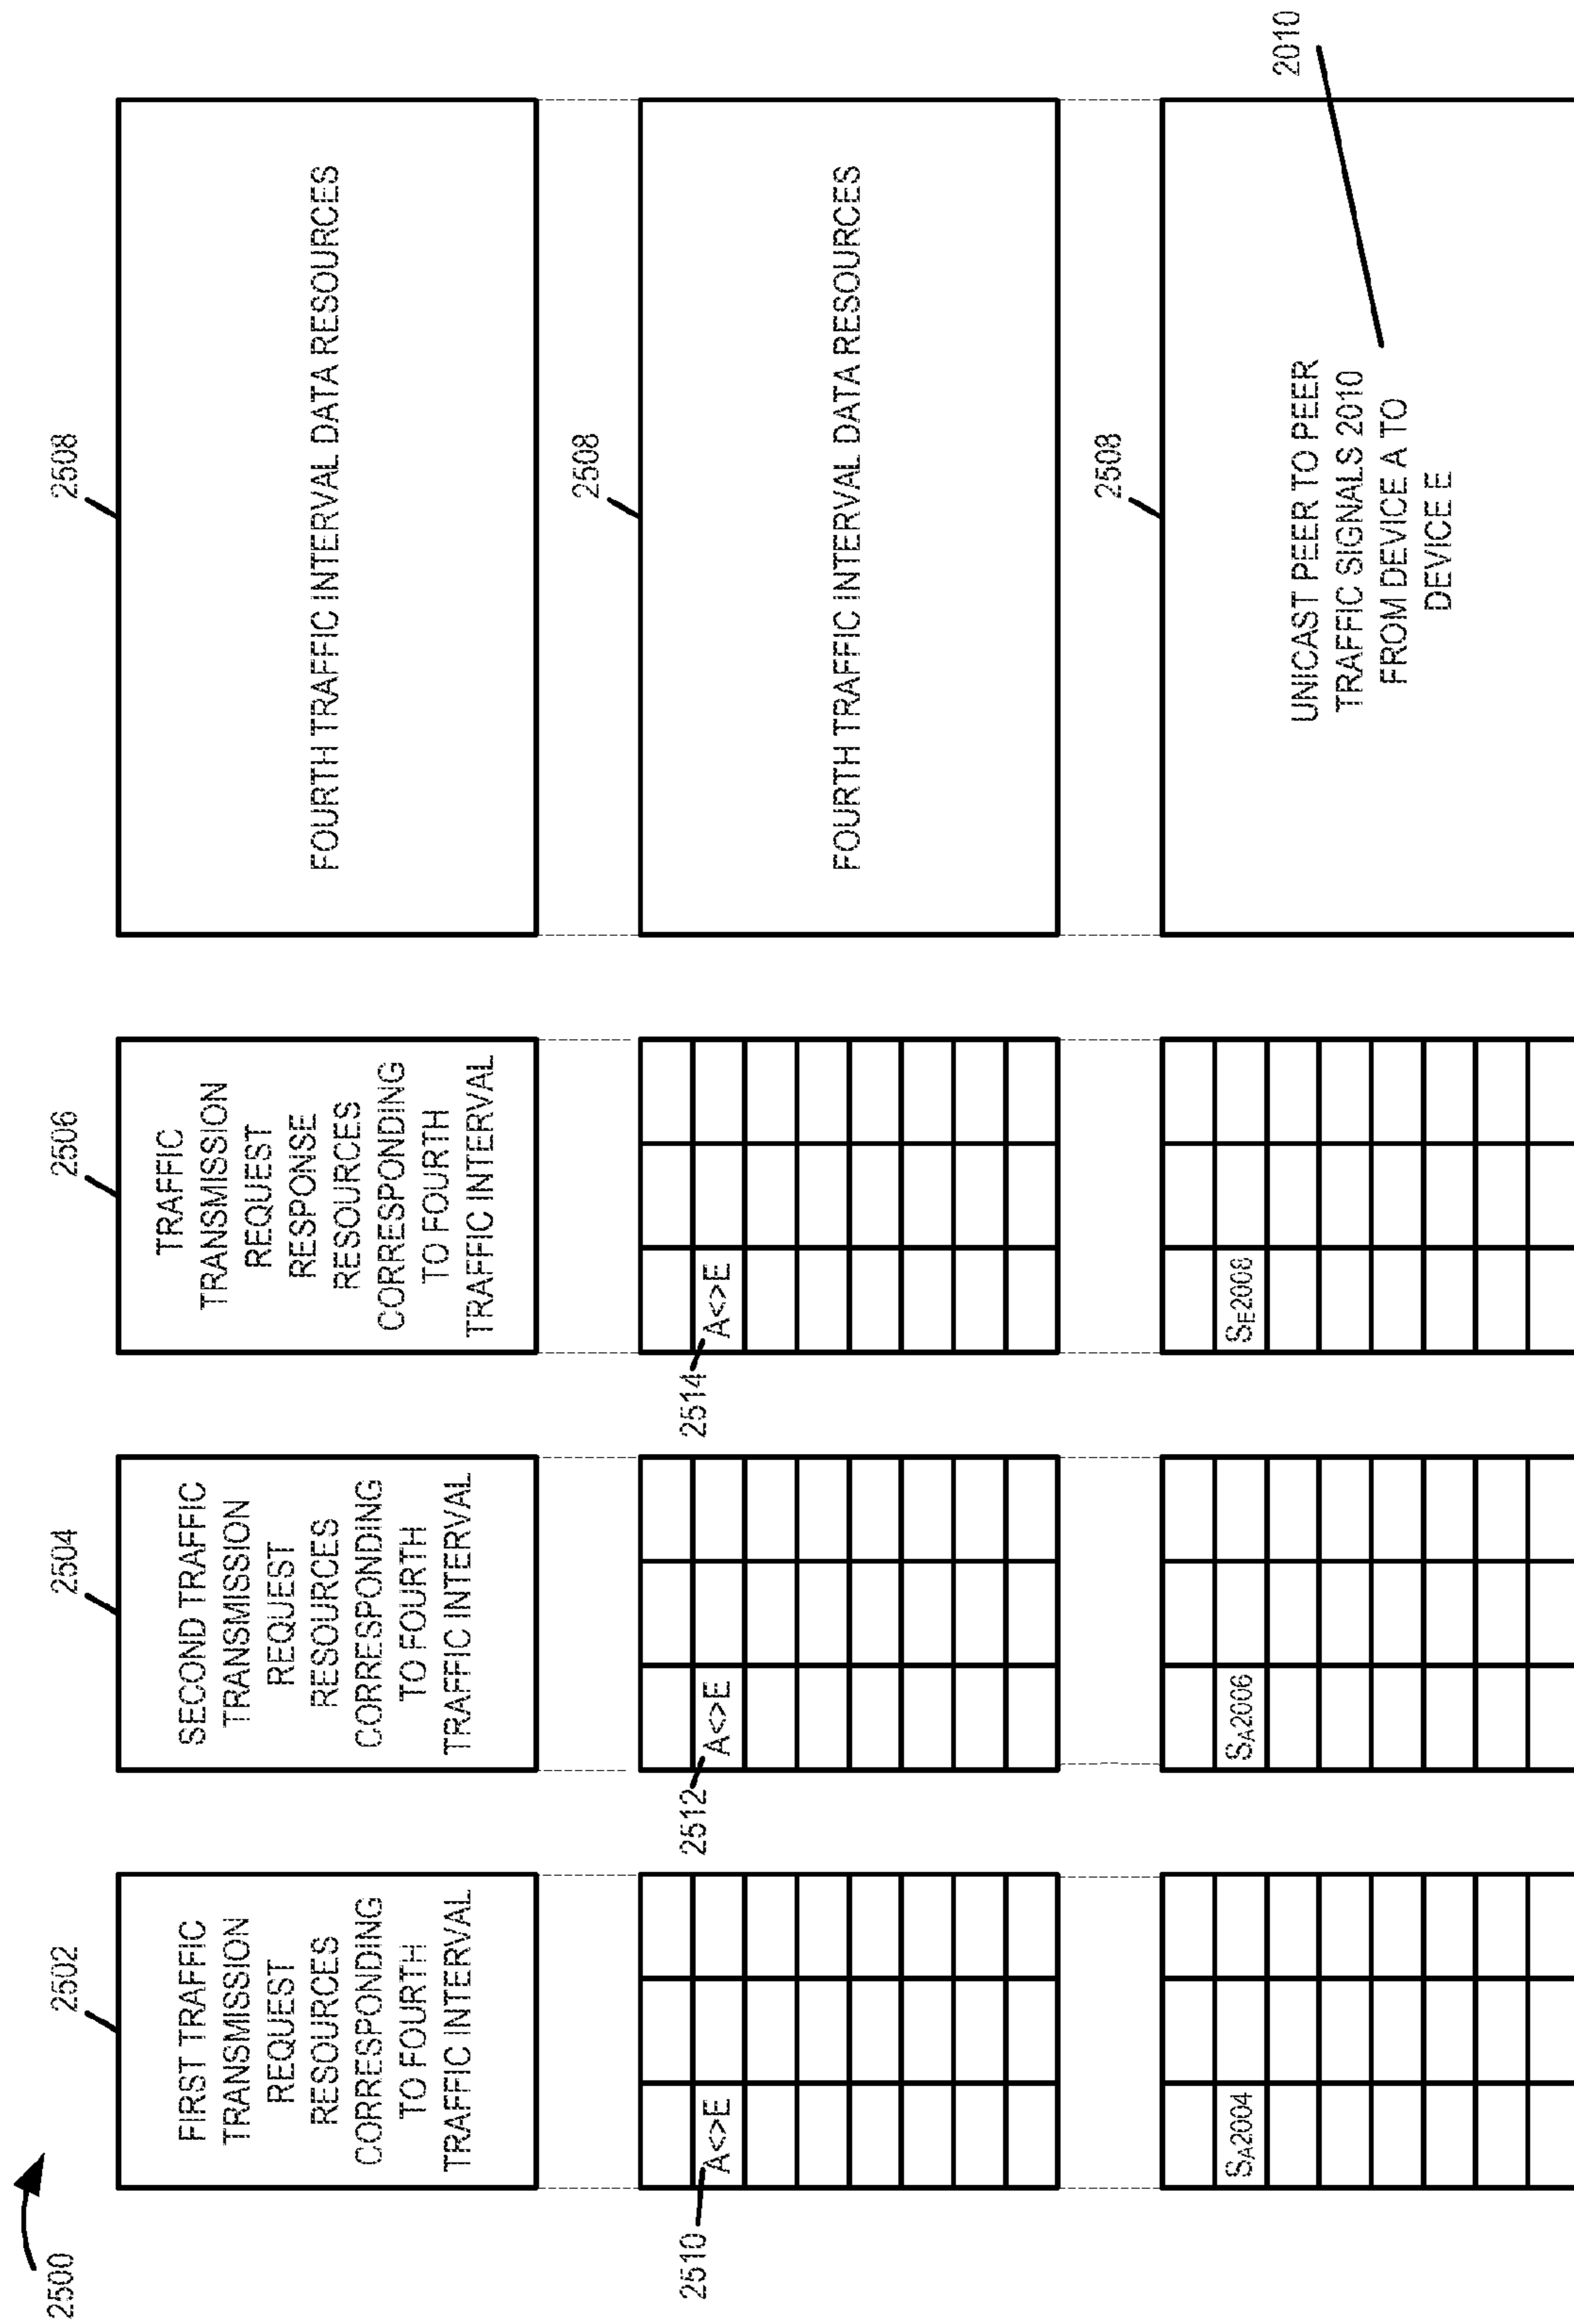 2500
2502
FIRST TRAFFIC
TRANSMISSION
REQUEST
RESOURCES
CORRESPONDING
TO FOURTH
TRAFFIC INTERVAL
2504
SECOND TRAFFIC
TRANSMISSION
REQUEST
RESOURCES
CORRESPONDING
TO FOURTH
TRAFFIC INTERVAL
2506
TRAFFIC
TRANSMISSION
REQUEST
RESPONSE
RESOURCES
CORRESPONDING
TO FOURTH
TRAFFIC INTERVAL
2508
FOURTH TRAFFIC INTERVAL DATA RESOURCES
2510
A<>E
2512
A<>E
2514
A<>E
2508
FOURTH TRAFFIC INTERVAL DATA RESOURCES
SA2004
SA2006
SE2008
2508
UNICAST PEER TO PEER
TRAFFIC SIGNALS 2010
FROM DEVICE A TO
DEVICE E
2010